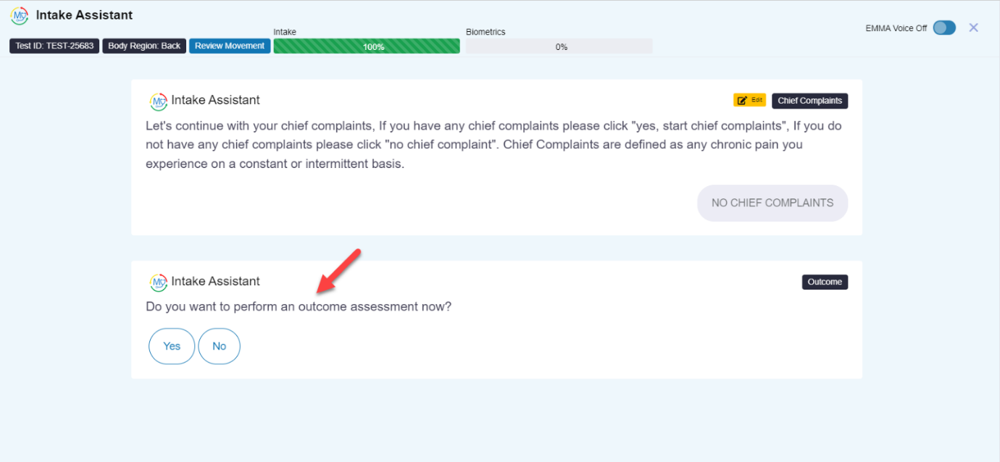 Intake Assistant
Test ID: TEST-25683 Body Region: Back Review Movement
Intake
100%
Biometrics
0%
EMMA Voice Off
Intake Assistant
Edit Chief Complaints
Let's continue with your chief complaints, If you have any chief complaints please click "yes, start chief complaints", If you do
not have any chief complaints please click "no chief complaint". Chief Complaints are defined as any chronic pain you
experience on a constant or intermittent basis.
NO CHIEF COMPLAINTS
Intake Assistant
Outcome
Do you want to perform an outcome assessment now?
Yes No